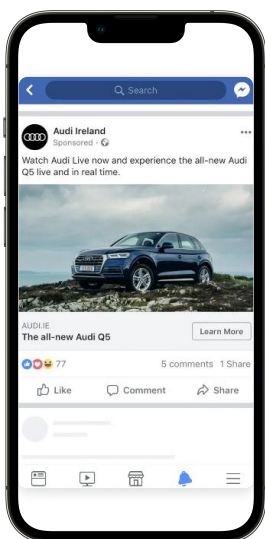 Search
Audi Ireland
Sponsored ·
Watch Audi Live now and experience the all-new Audi
Q5 live and in real time.
AUDI.IE
The all-new Audi Q5
Learn More
77
5 comments 1 Share
Like
Comment
Share